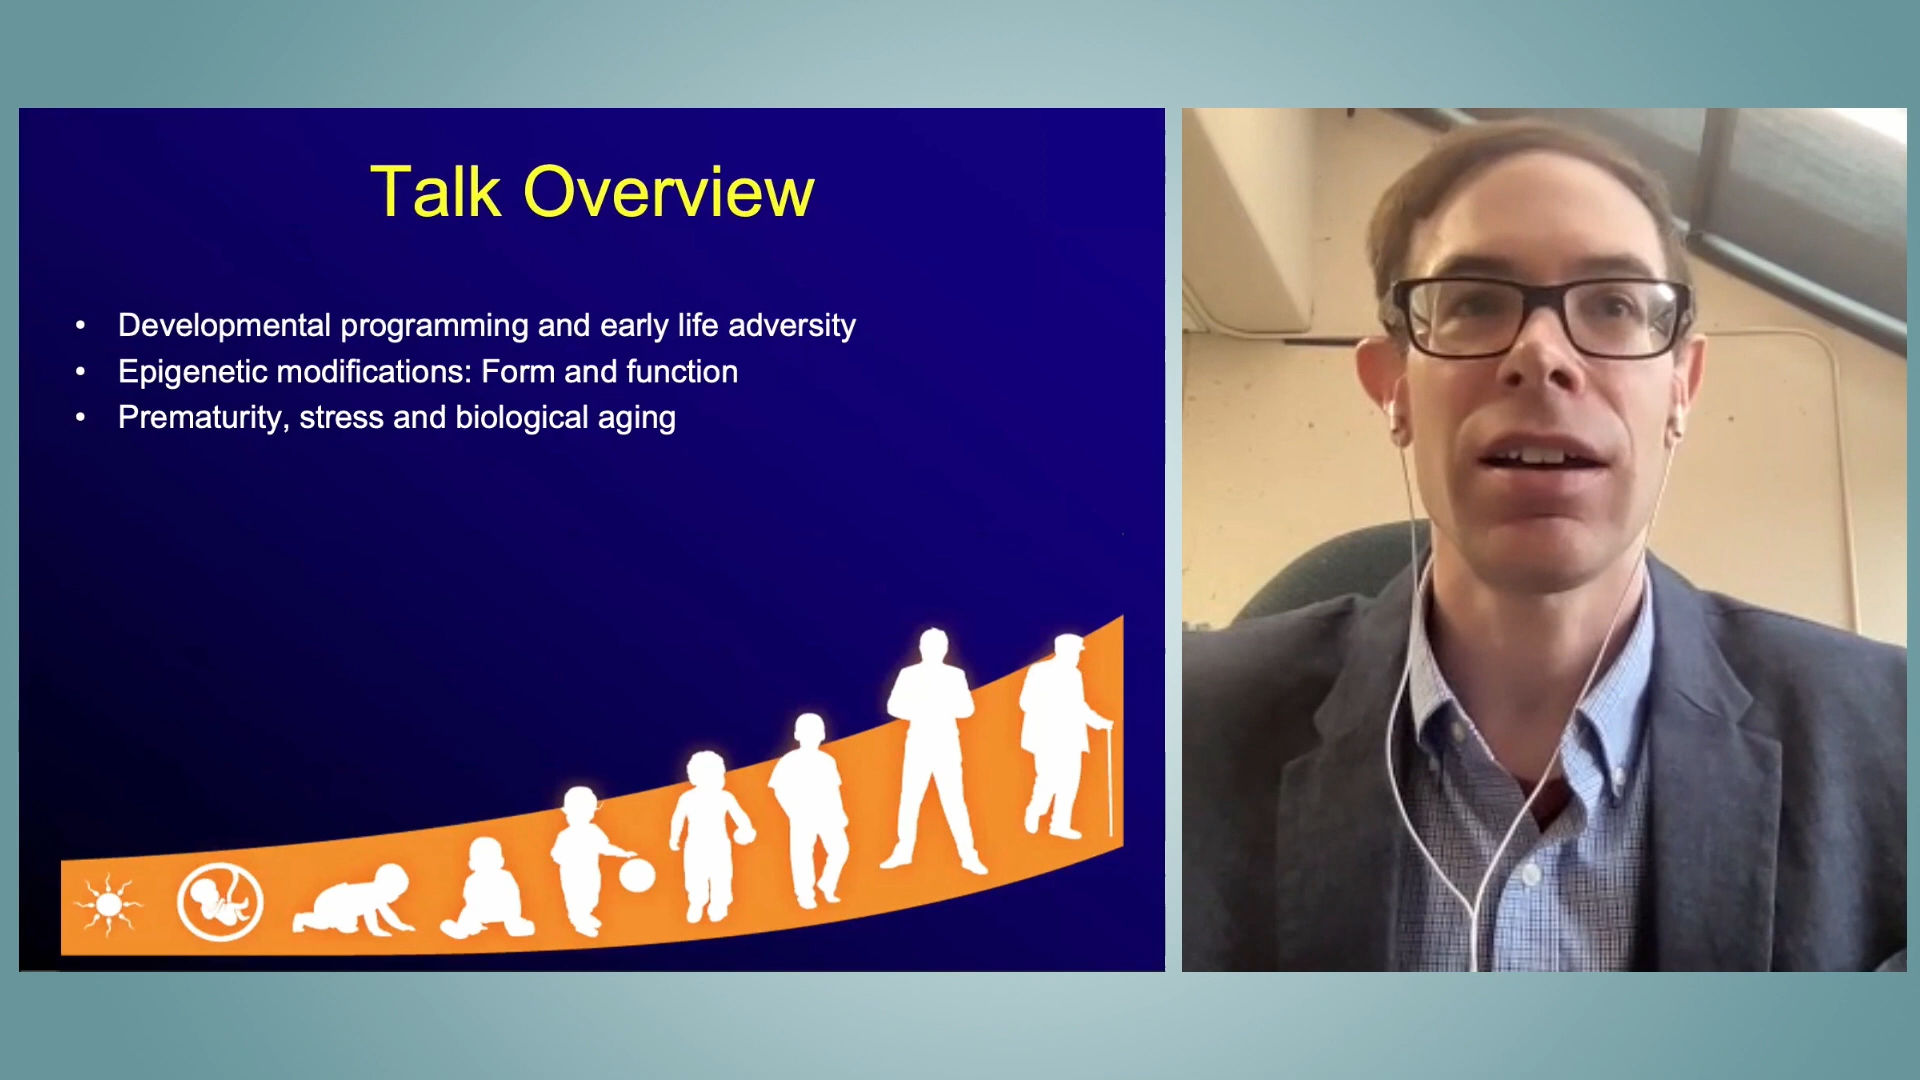 Talk Overview
• Developmental programming and early life adversity
• Epigenetic modifications: Form and function
• Prematurity, stress and biological aging